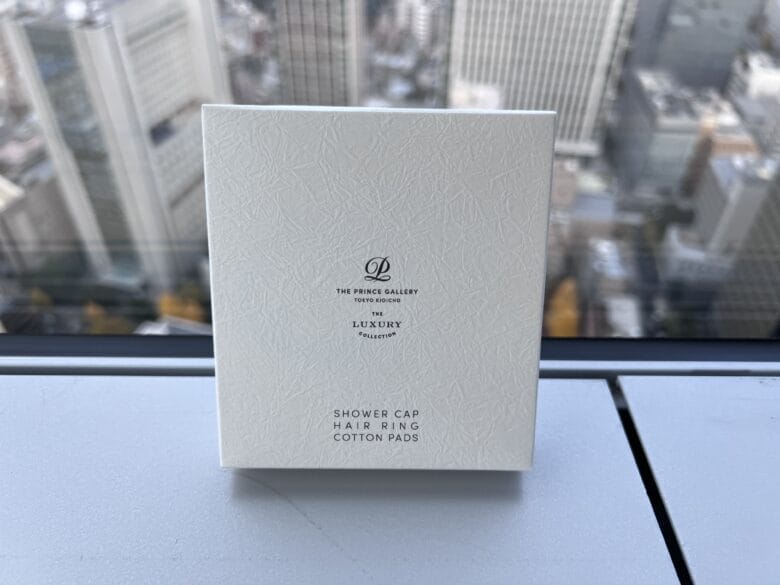 P
THE PRINCE GALLERY
TOKYO KIOICHO
THE
LUXURY
COLLECTION
SHOWER CAP
HAIR RING
COTTON PADS